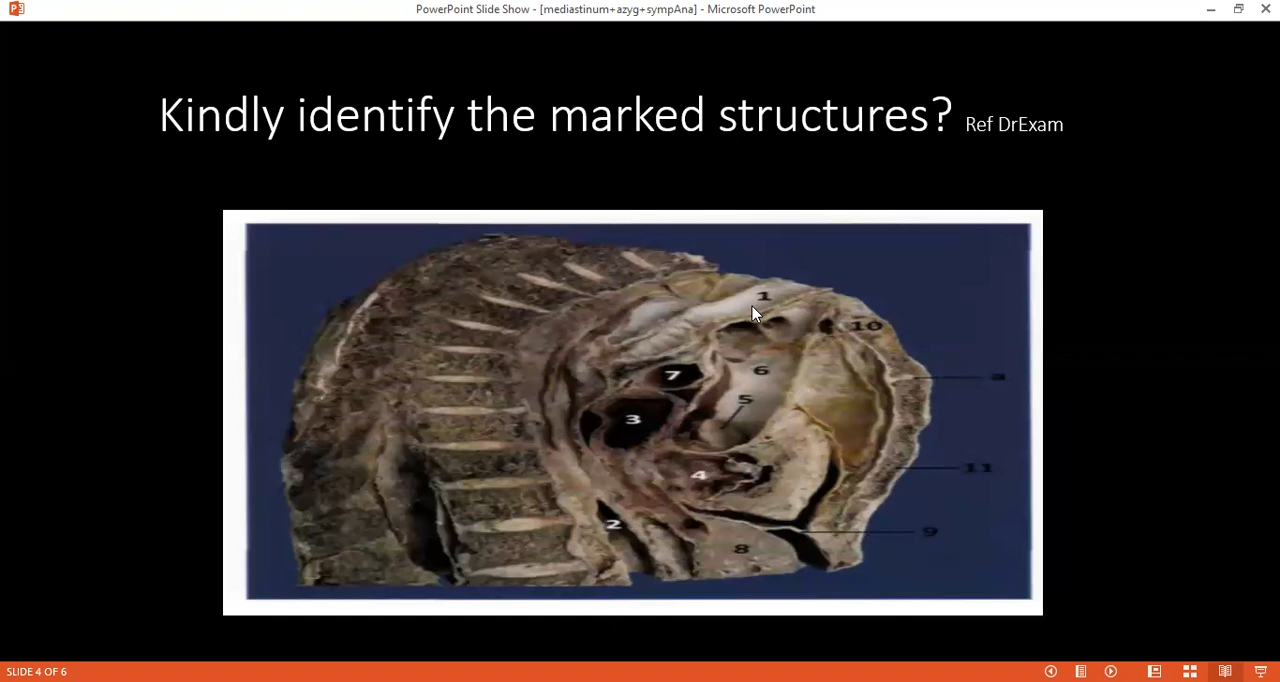 PowerPoint Slide Show - [mediastinum+azyg+sympAna] - Microsoft PowerPoint
Kindly identify the marked structures? Ref DrExam
1
10
6
7
a
5
3
11
4
2
9
8
SLIDE 4 OF 6